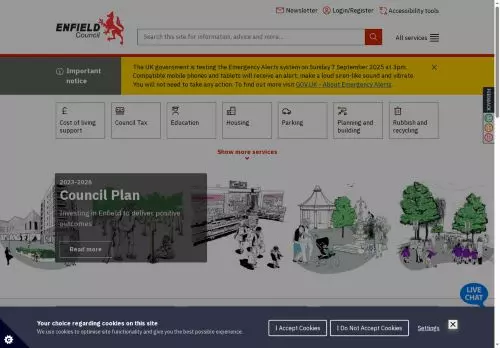 Newsletter
Login/Register
Accessibility tools
ENFIELD
Council
Search this site for information, advice and more...
All services
Important
notice
The UK government is testing the Emergency Alerts system on Sunday 7 September 2025 at 3pm.
Compatible mobile phones and tablets will receive an alert, make a loud siren-like sound and vibrate.
You will not need to take any action. To find out more visit GOV.UK - About Emergency Alerts.
FEEDBACK
Cost of living
support
Council Tax
Education
Housing
Parking
Planning and
building
Rubbish and
recycling
Show more services
2023-2026
Council Plan
Investing in Enfield to deliver positive
outcomes
Read more
LIVE
CHAT
Your choice regarding cookies on this site
We use cookies to optimise site functionality and give you the best possible experience.
I Accept Cookies
I Do Not Accept Cookies
Settings